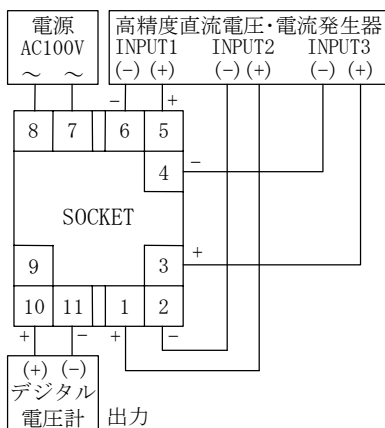 電源
AC100V
～ ～
高精度直流電圧・電流発生器
INPUT1 INPUT2 INPUT3
(−) (+) (−) (+) (−) (+)
− +
8 7 6 5
4 −
SOCKET
9 3 +
10 11 1 2
+ − + −
(+) (−)
デジタル
電圧計 出力